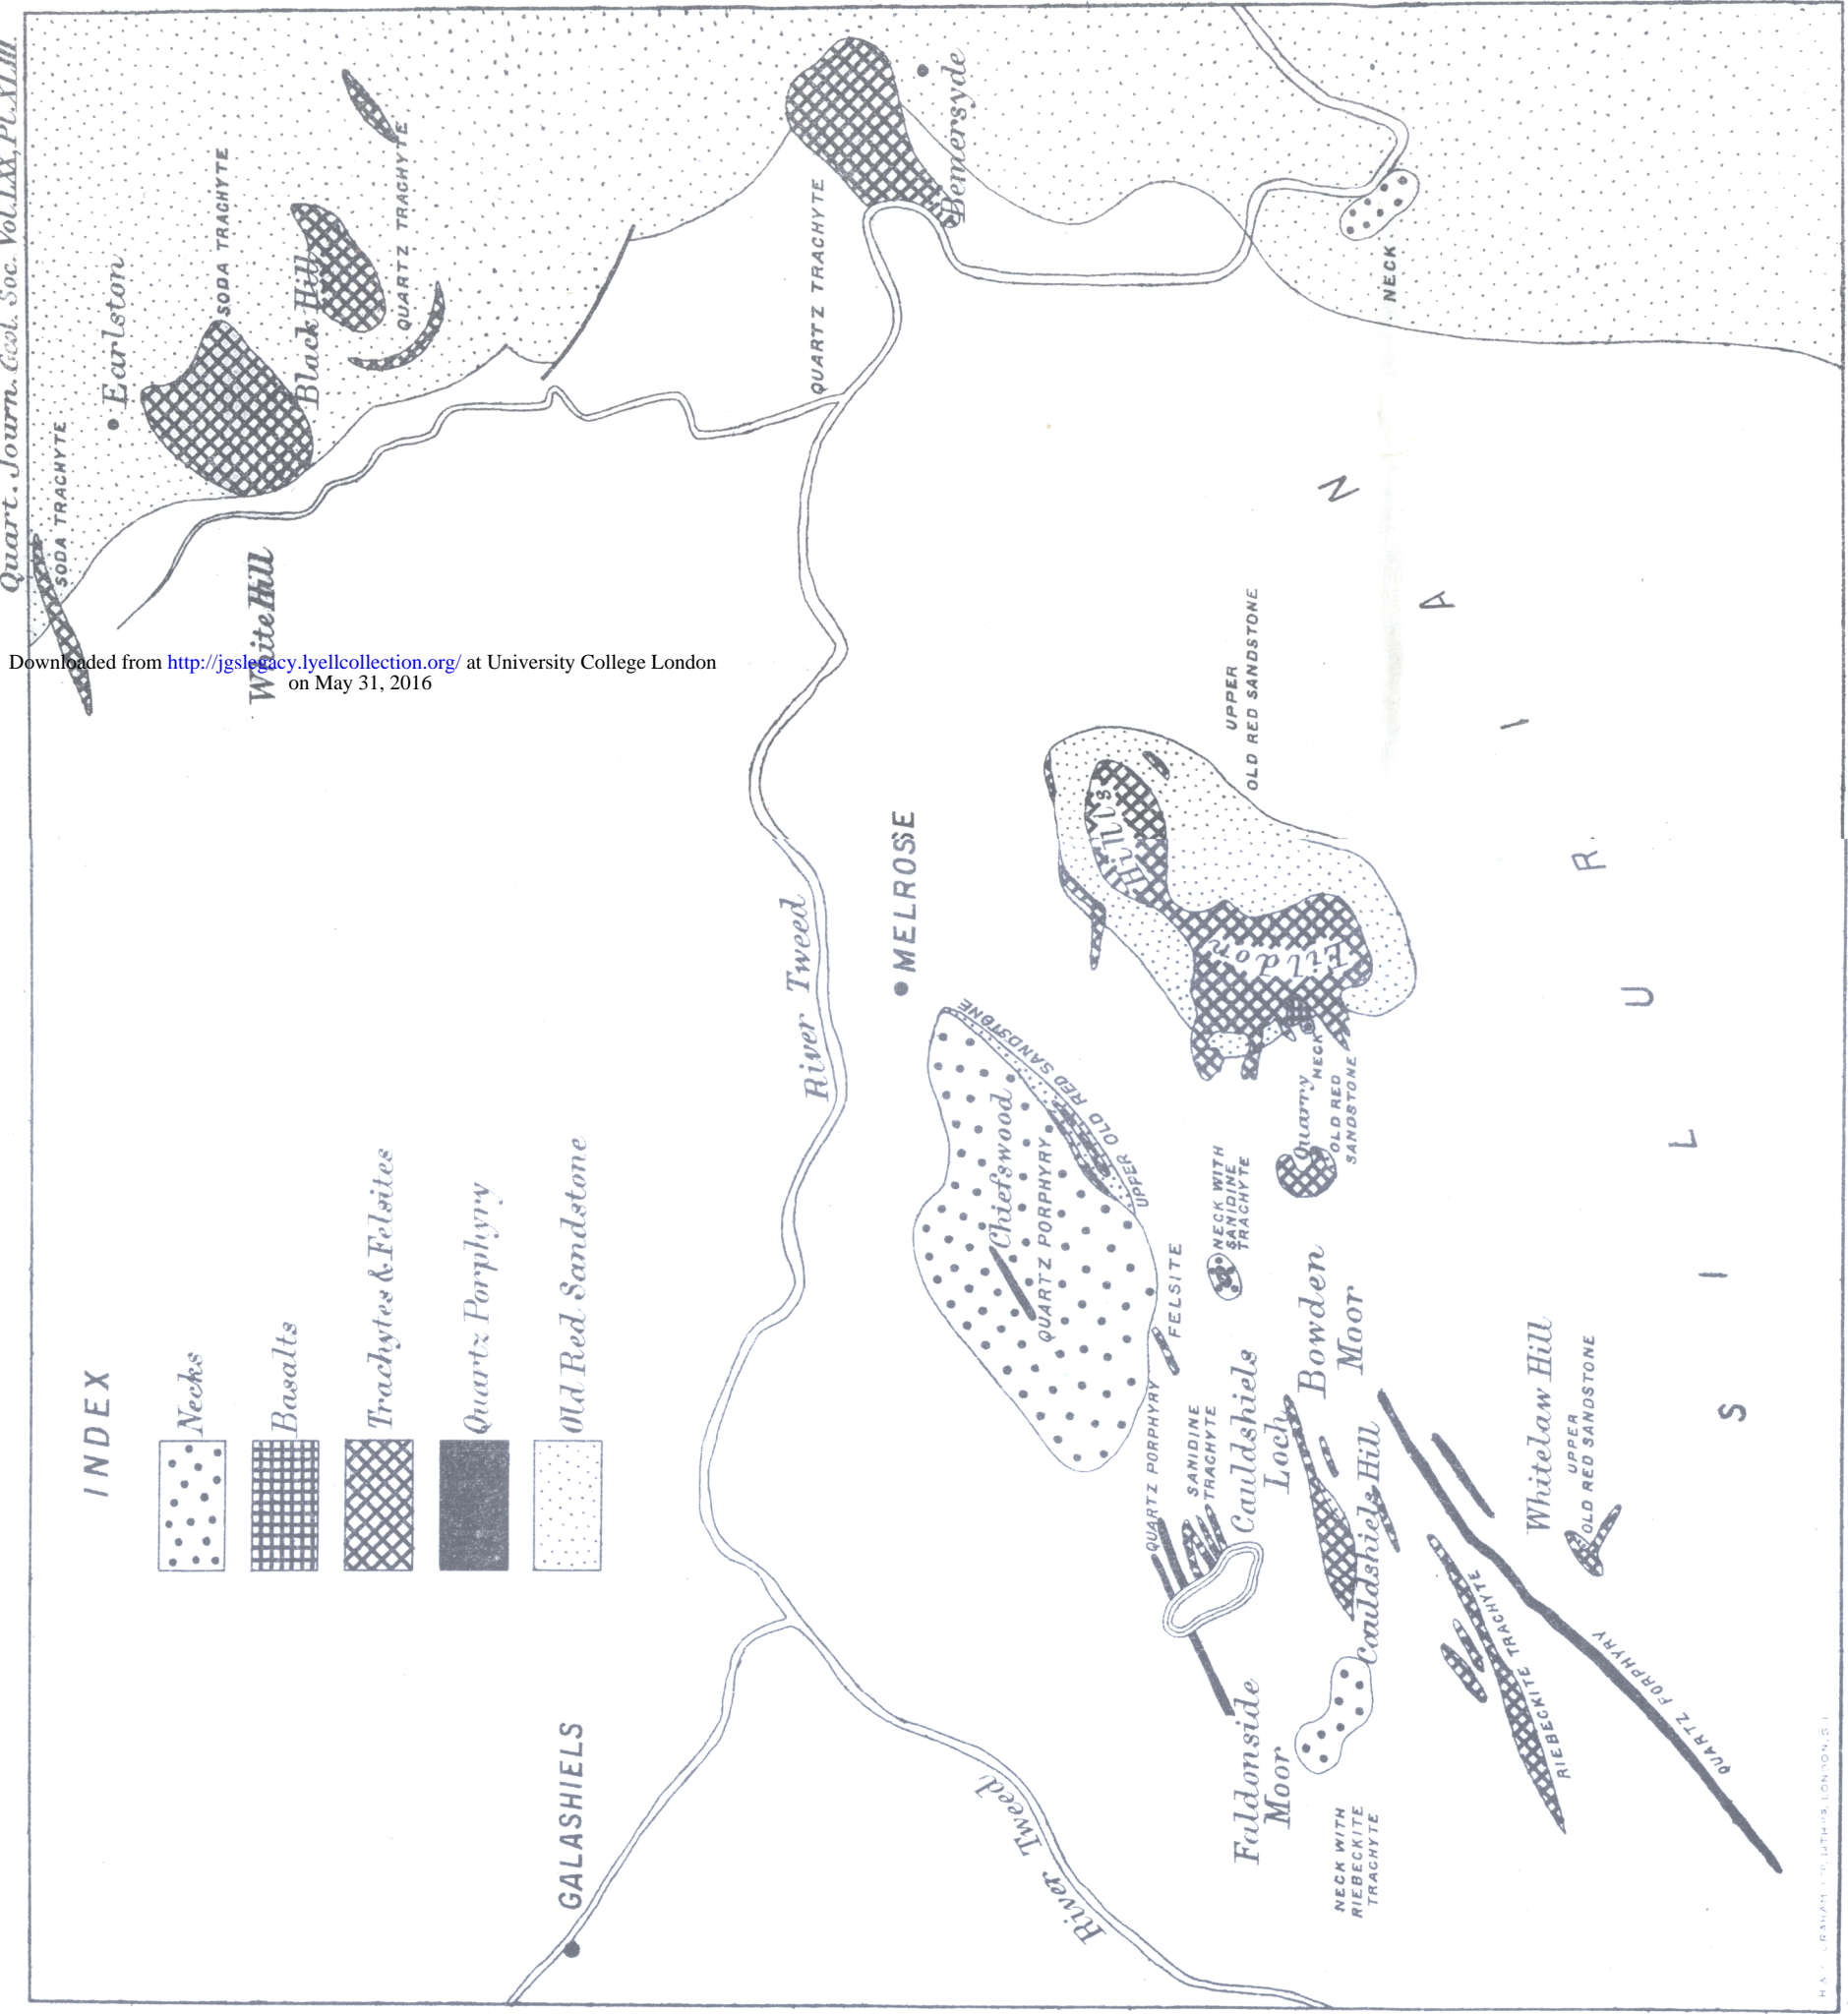 Quart. Journ. Geol. Soc. Vol. LXX, Pl. XLIII
Downloaded from http://jgslegacy.lyellcollection.org/ at University College London
on May 31, 2016
INDEX
Necks
Basalts
Trachytes & Felsites
Quartz Porphyry
Old Red Sandstone
SODA TRACHYTE
Earlston
SODA TRACHYTE
White Hill
Black Hill
QUARTZ TRACHYTE
QUARTZ TRACHYTE
Bemersyde
GALASHIELS
River Tweed
River Tweed
MELROSE
Chiefswood
QUARTZ PORPHYRY
UPPER OLD RED SANDSTONE
Eildon
Hills
UPPER
OLD RED SANDSTONE
NECK
FELSITE
QUARTZ PORPHYRY
SANIDINE
TRACHYTE
NECK WITH
SANIDINE
TRACHYTE
Quarry
NECK
OLD RED
SANDSTONE
Cauldshiels
Loch
Faldonside
Moor
Bowden
Moor
Cauldshiels Hill
NECK WITH
RIEBECKITE
TRACHYTE
RIEBECKITE TRACHYTE
Whitelaw Hill
UPPER
OLD RED SANDSTONE
QUARTZ PORPHYRY
SILURIAN